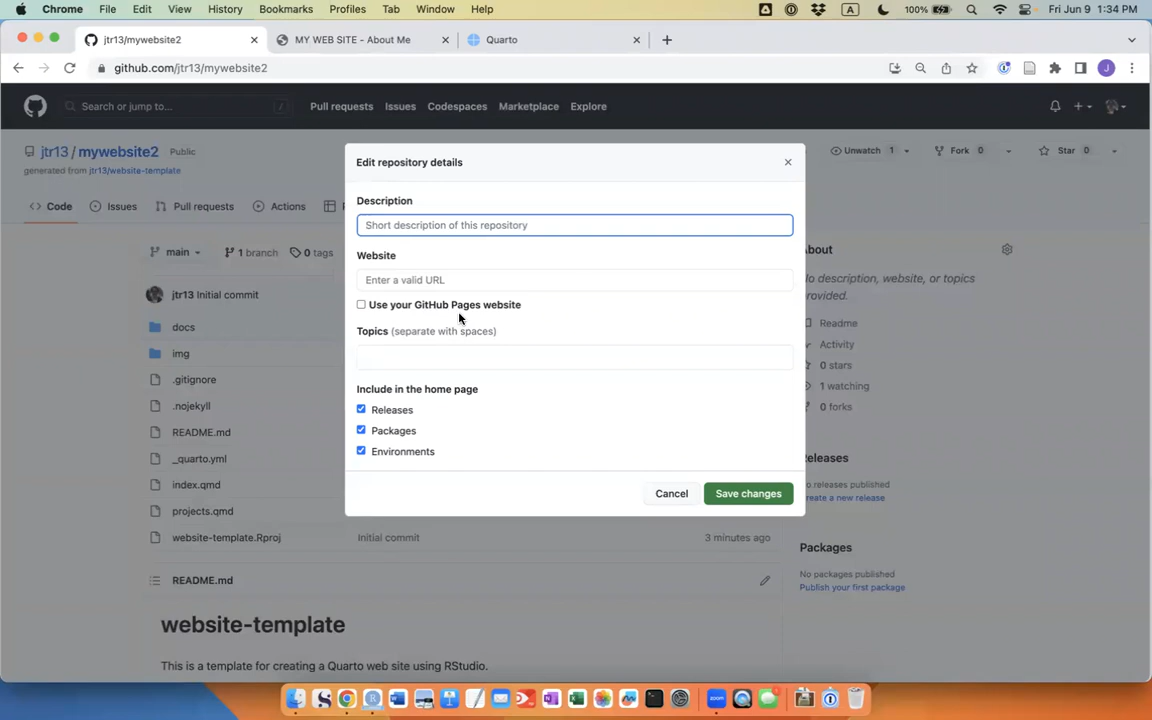 Chrome File Edit View History Bookmarks Profiles Tab Window Help A 100% Fri Jun 9 1:34 PM
jtr13/mywebsite2 MY WEB SITE - About Me Quarto
github.com/jtr13/mywebsite2 J
Search or jump to... / Pull requests Issues Codespaces Marketplace Explore
jtr13 / mywebsite2 Public Unwatch 1 Fork 0 Star 0
generated from jtr13/website-template
Code Issues Pull requests Actions
main 1 branch 0 tags
jtr13 Initial commit
docs
img
.gitignore
.nojekyll
README.md
_quarto.yml
index.qmd
projects.qmd
website-template.Rproj Initial commit 3 minutes ago
README.md
website-template
This is a template for creating a Quarto web site using RStudio.
Edit repository details
Description
Short description of this repository
Website
Enter a valid URL
Use your GitHub Pages website
Topics (separate with spaces)
Include in the home page
Releases
Packages
Environments
Cancel Save changes
bout
o description, website, or topics
rovided.
Readme
Activity
0 stars
1 watching
0 forks
Releases
o releases published
reate a new release
Packages
No packages published
Publish your first package